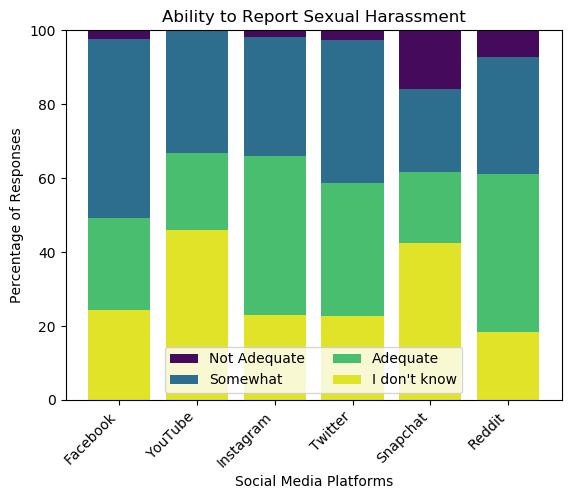 Ability to Report Sexual Harassment
100
80
60
40
20
0
Percentage of Responses
Not Adequate
Somewhat
Adequate
I don't know
Facebook
YouTube
Instagram
Twitter
Snapchat
Reddit
Social Media Platforms